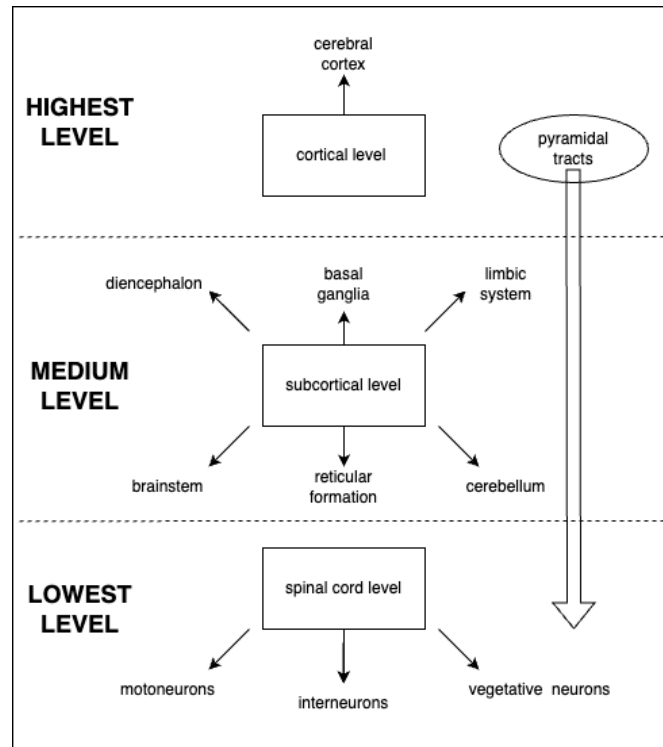 cerebral
cortex
HIGHEST
LEVEL
cortical level
pyramidal
tracts
diencephalon
basal
ganglia
limbic
system
MEDIUM
LEVEL
subcortical level
brainstem
reticular
formation
cerebellum
LOWEST
LEVEL
spinal cord level
motoneurons
interneurons
vegetative neurons